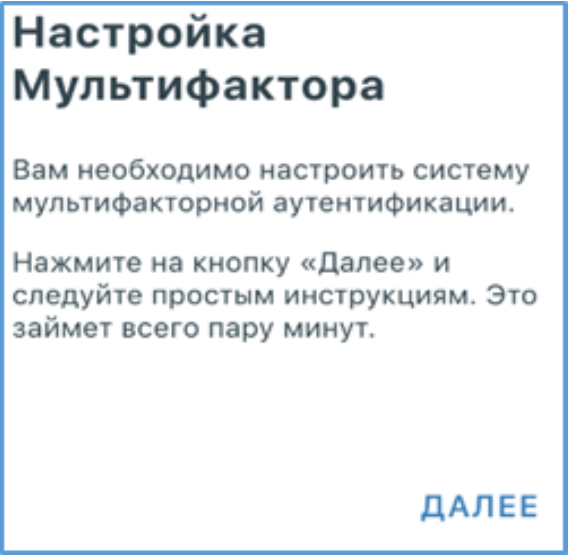 Настройка
Мультифактора
Вам необходимо настроить систему
мультифакторной аутентификации.
Нажмите на кнопку «Далее» и
следуйте простым инструкциям. Это
займет всего пару минут.
ДАЛЕЕ